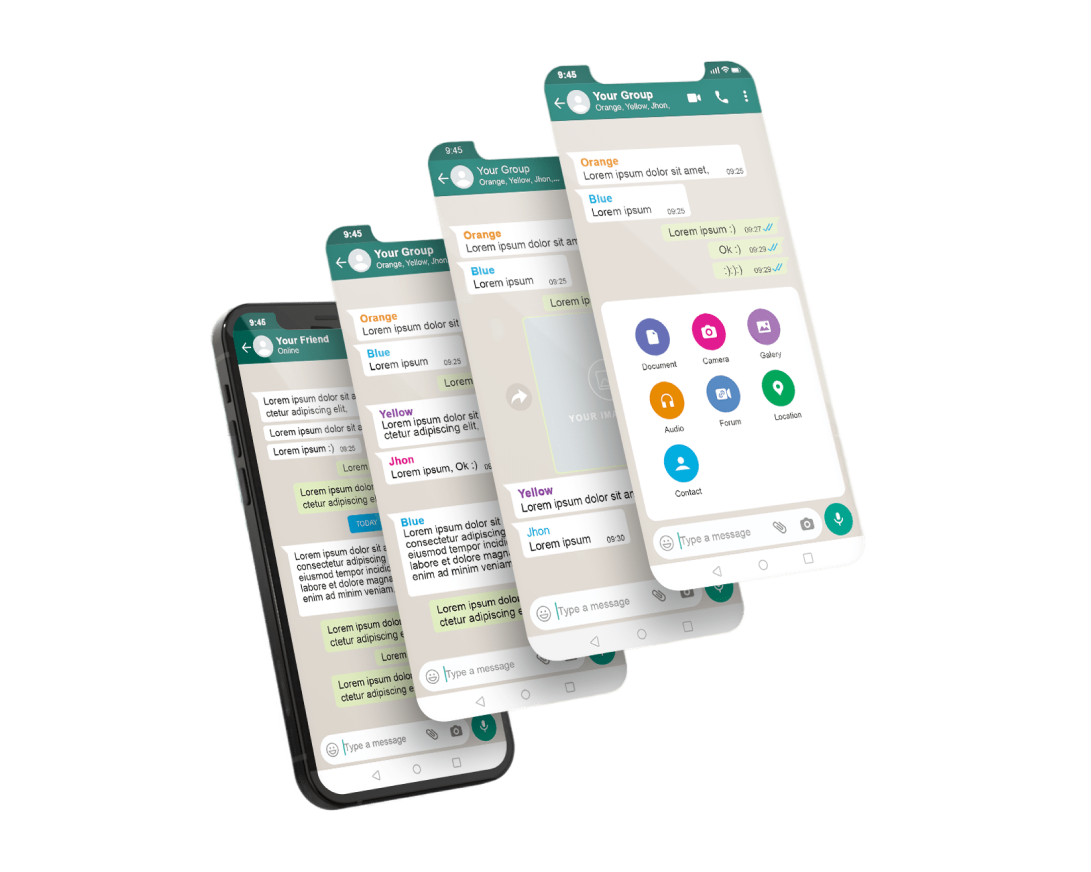 9:45
Your Friend
Online
Lorem ipsum dolor sit a
ctetur adipiscing elit,
Lorem ipsum dolor sit a
Lorem ipsum :) 09:25
Lorem
Lorem ipsum dolor
ctetur adipiscing
TODAY
Lorem ipsum dolor sit a
consectetur adipiscing
eiusmod tempor incidi
labore et dolore magna
enim ad minim veniam
Lorem ipsum dolo
ctetur adipiscing
Lorem
Lorem ipsum dolor
ctetur adipiscing e
Type a message
9:45
Your Group
Orange, Yellow, Jhon
Orange
Lorem ipsum dolor sit
Blue
Lorem ipsum 09:25
Lorem
Yellow
Lorem ipsum dolor sit
ctetur adipiscing elit,
Jhon
Lorem ipsum, Ok :)
Blue
Lorem ipsum dolor sit
consectetur adipiscing
eiusmod tempor incidi
labore et dolore magn
enim ad minim veniam
Lorem ipsum dolor
ctetur adipiscing e
Type a message
9:45
Your Group
Orange, Yellow, Jhon,...
Orange
Lorem ipsum dolor sit am
Blue
Lorem ipsum 09:25
Lorem ip
YOUR IMA
Yellow
Lorem ipsum dolor sit am
Jhon
Lorem ipsum 09:30
Type a message
9:45
Your Group
Orange, Yellow, Jhon,
Orange
Lorem ipsum dolor sit amet, 09:25
Blue
Lorem ipsum 09:25
Lorem ipsum :) 09:27
Ok :) 09:29
:):):) 09:29
Document
Camera
Galery
Audio
Forum
Location
Contact
Type a message